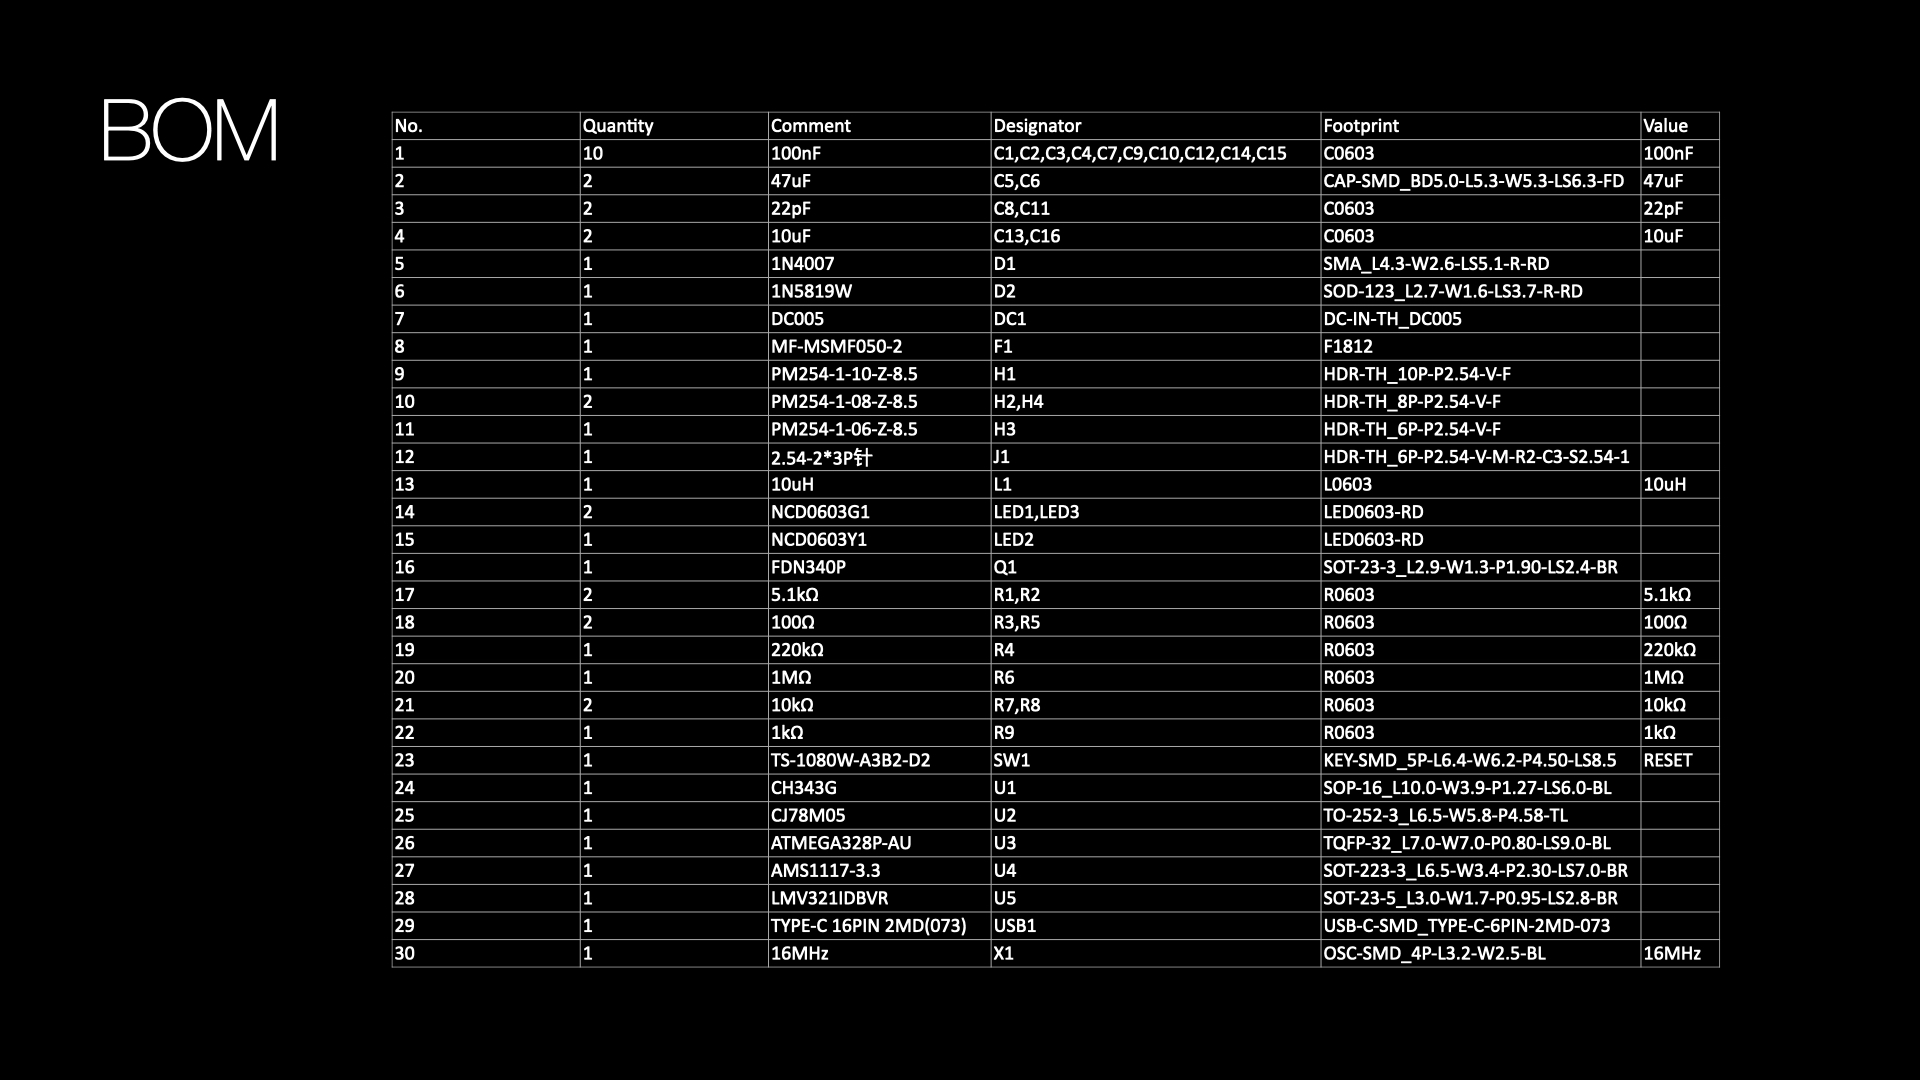 BOM
No. Quantity Comment Designator Footprint Value
1 10 100nF C1,C2,C3,C4,C7,C9,C10,C12,C14,C15 C0603 100nF
2 2 47uF C5,C6 CAP-SMD_BD5.0-L5.3-W5.3-LS6.3-FD 47uF
3 2 22pF C8,C11 C0603 22pF
4 2 10uF C13,C16 C0603 10uF
5 1 1N4007 D1 SMA_L4.3-W2.6-LS5.1-R-RD
6 1 1N5819W D2 SOD-123_L2.7-W1.6-LS3.7-R-RD
7 1 DC005 DC1 DC-IN-TH_DC005
8 1 MF-MSMF050-2 F1 F1812
9 1 PM254-1-10-Z-8.5 H1 HDR-TH_10P-P2.54-V-F
10 2 PM254-1-08-Z-8.5 H2,H4 HDR-TH_8P-P2.54-V-F
11 1 PM254-1-06-Z-8.5 H3 HDR-TH_6P-P2.54-V-F
12 1 2.54-2*3P针 J1 HDR-TH_6P-P2.54-V-M-R2-C3-S2.54-1
13 1 10uH L1 L0603 10uH
14 2 NCD0603G1 LED1,LED3 LED0603-RD
15 1 NCD0603Y1 LED2 LED0603-RD
16 1 FDN340P Q1 SOT-23-3_L2.9-W1.3-P1.90-LS2.4-BR
17 2 5.1kΩ R1,R2 R0603 5.1kΩ
18 2 100Ω R3,R5 R0603 100Ω
19 1 220kΩ R4 R0603 220kΩ
20 1 1MΩ R6 R0603 1MΩ
21 2 10kΩ R7,R8 R0603 10kΩ
22 1 1kΩ R9 R0603 1kΩ
23 1 TS-1080W-A3B2-D2 SW1 KEY-SMD_5P-L6.4-W6.2-P4.50-LS8.5 RESET
24 1 CH343G U1 SOP-16_L10.0-W3.9-P1.27-LS6.0-BL
25 1 CJ78M05 U2 TO-252-3_L6.5-W5.8-P4.58-TL
26 1 ATMEGA328P-AU U3 TQFP-32_L7.0-W7.0-P0.80-LS9.0-BL
27 1 AMS1117-3.3 U4 SOT-223-3_L6.5-W3.4-P2.30-LS7.0-BR
28 1 LMV321IDBVR U5 SOT-23-5_L3.0-W1.7-P0.95-LS2.8-BR
29 1 TYPE-C 16PIN 2MD(073) USB1 USB-C-SMD_TYPE-C-6PIN-2MD-073
30 1 16MHz X1 OSC-SMD_4P-L3.2-W2.5-BL 16MHz